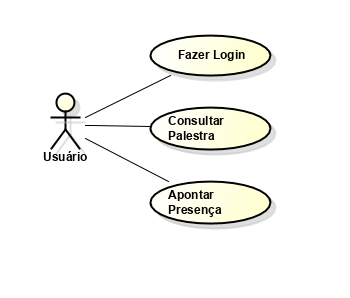 Fazer Login
Consultar
Palestra
Usuário
Apontar
Presença